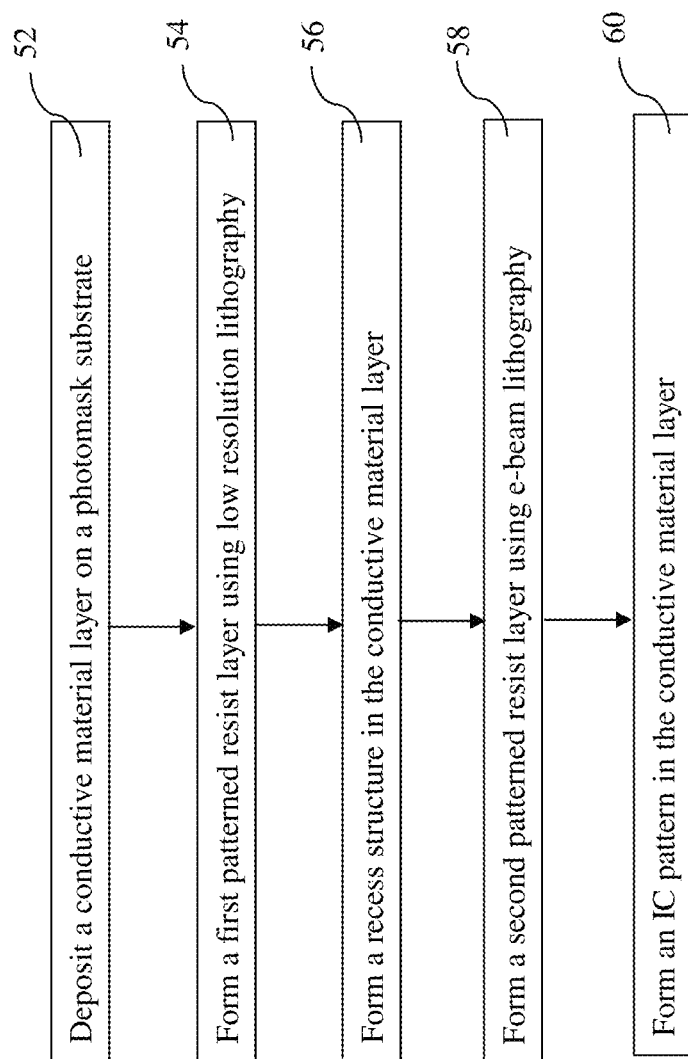 Deposit a conductive material layer on a photomask substrate
52
Form a first patterned resist layer using low resolution lithography
54
Form a recess structure in the conductive material layer
56
Form a second patterned resist layer using e-beam lithography
58
Form an IC pattern in the conductive material layer
60